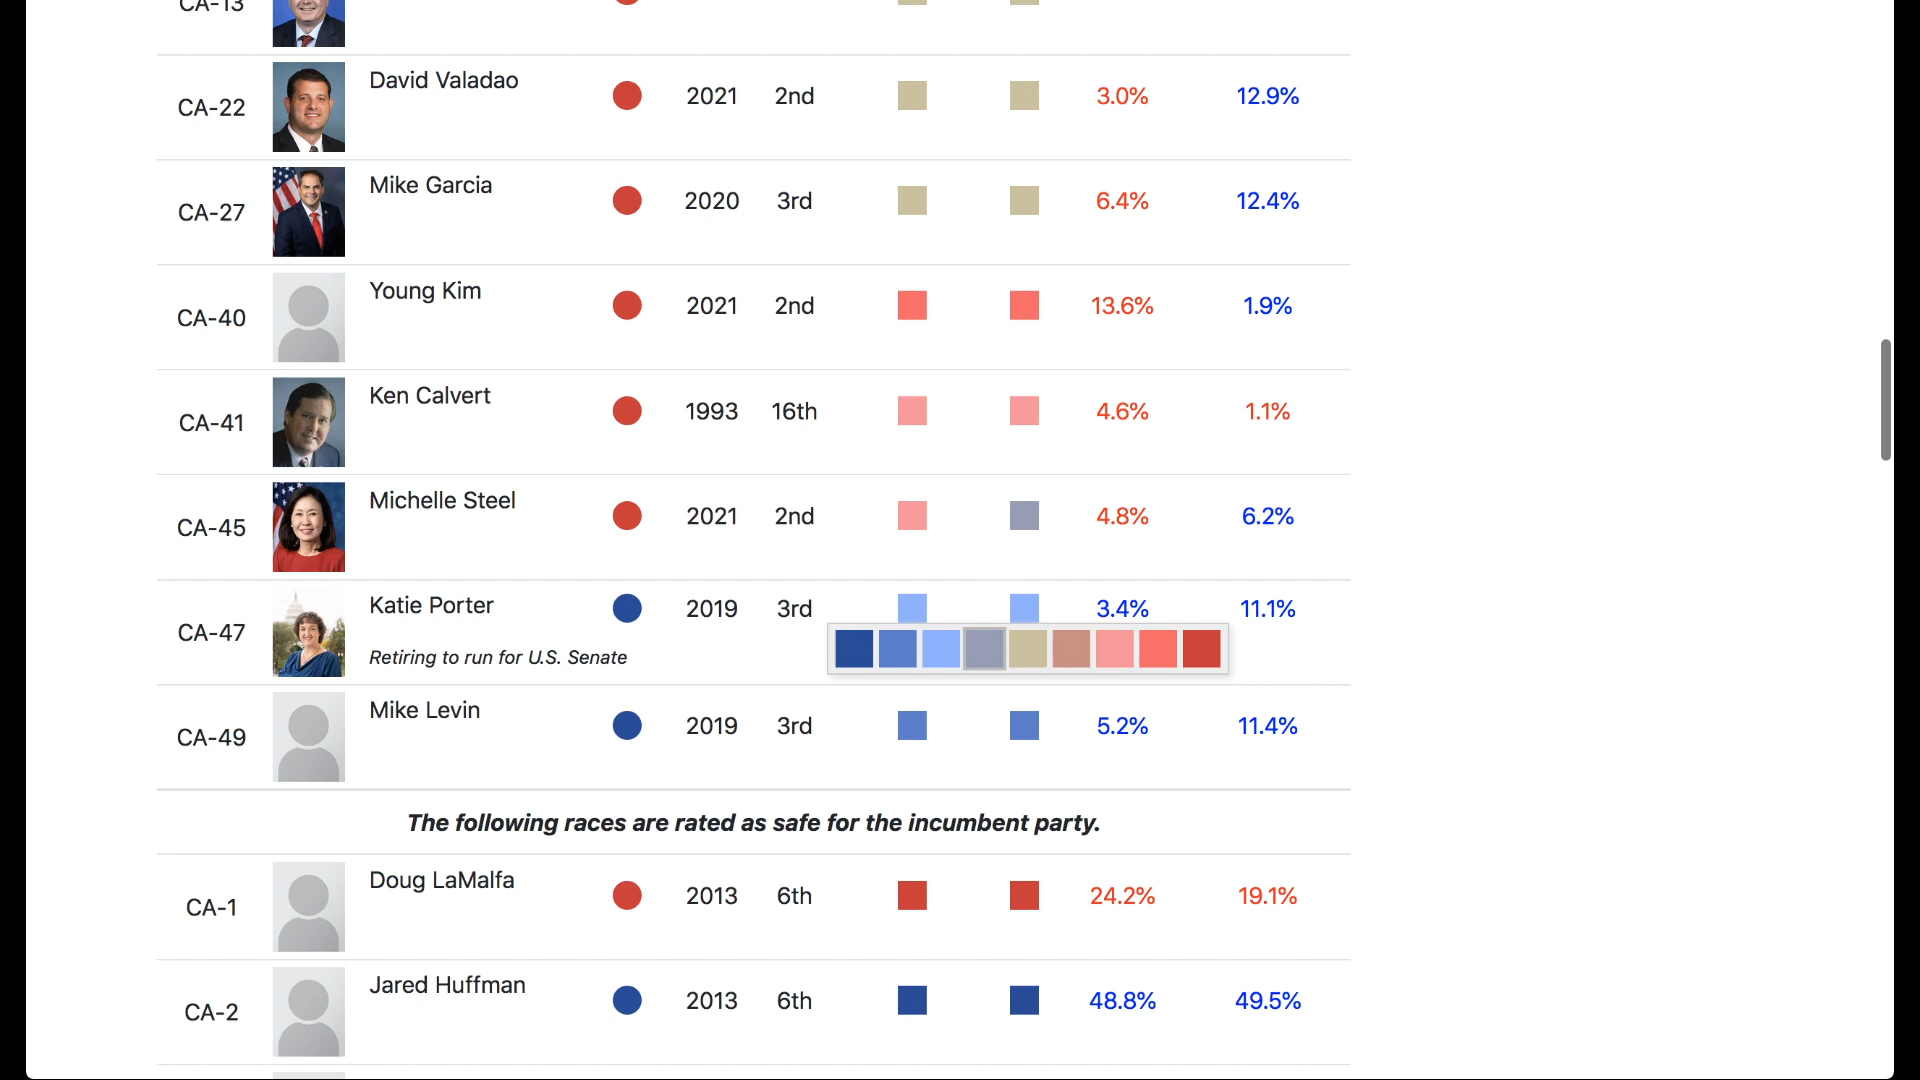 CA-13
CA-22 David Valadao 2021 2nd 3.0% 12.9%
CA-27 Mike Garcia 2020 3rd 6.4% 12.4%
CA-40 Young Kim 2021 2nd 13.6% 1.9%
CA-41 Ken Calvert 1993 16th 4.6% 1.1%
CA-45 Michelle Steel 2021 2nd 4.8% 6.2%
CA-47 Katie Porter 2019 3rd 3.4% 11.1%
Retiring to run for U.S. Senate
CA-49 Mike Levin 2019 3rd 5.2% 11.4%
The following races are rated as safe for the incumbent party.
CA-1 Doug LaMalfa 2013 6th 24.2% 19.1%
CA-2 Jared Huffman 2013 6th 48.8% 49.5%